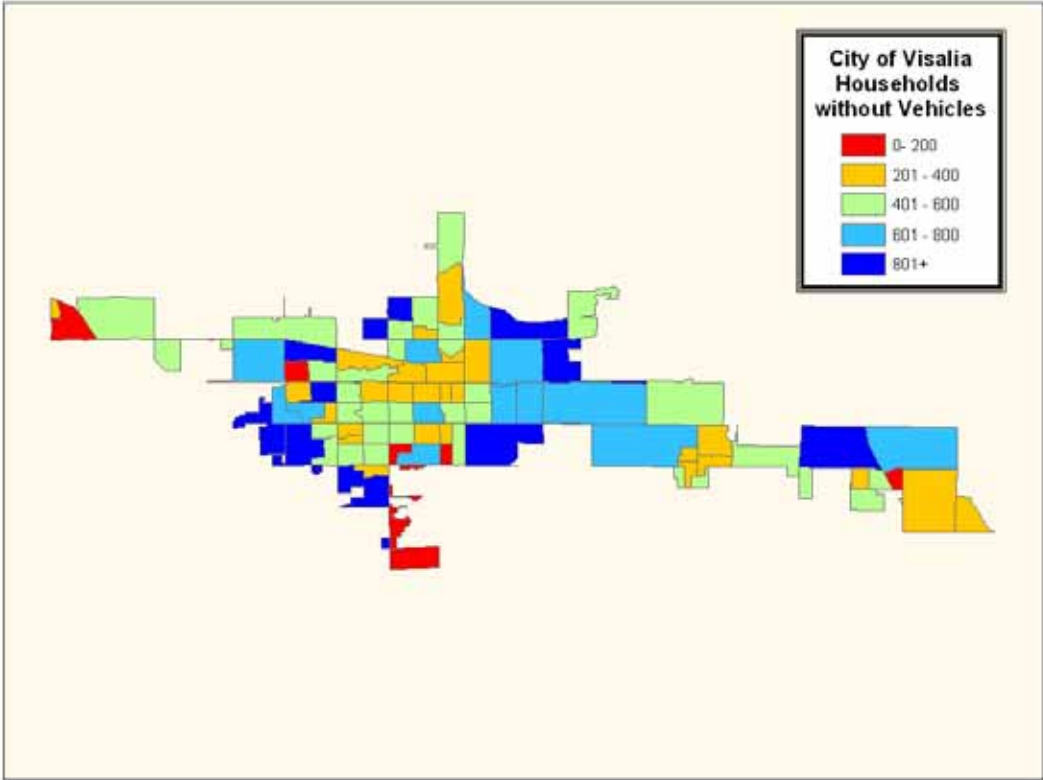 City of Visalia
Households
without Vehicles
0- 200
201 - 400
401 - 600
601 - 800
801+